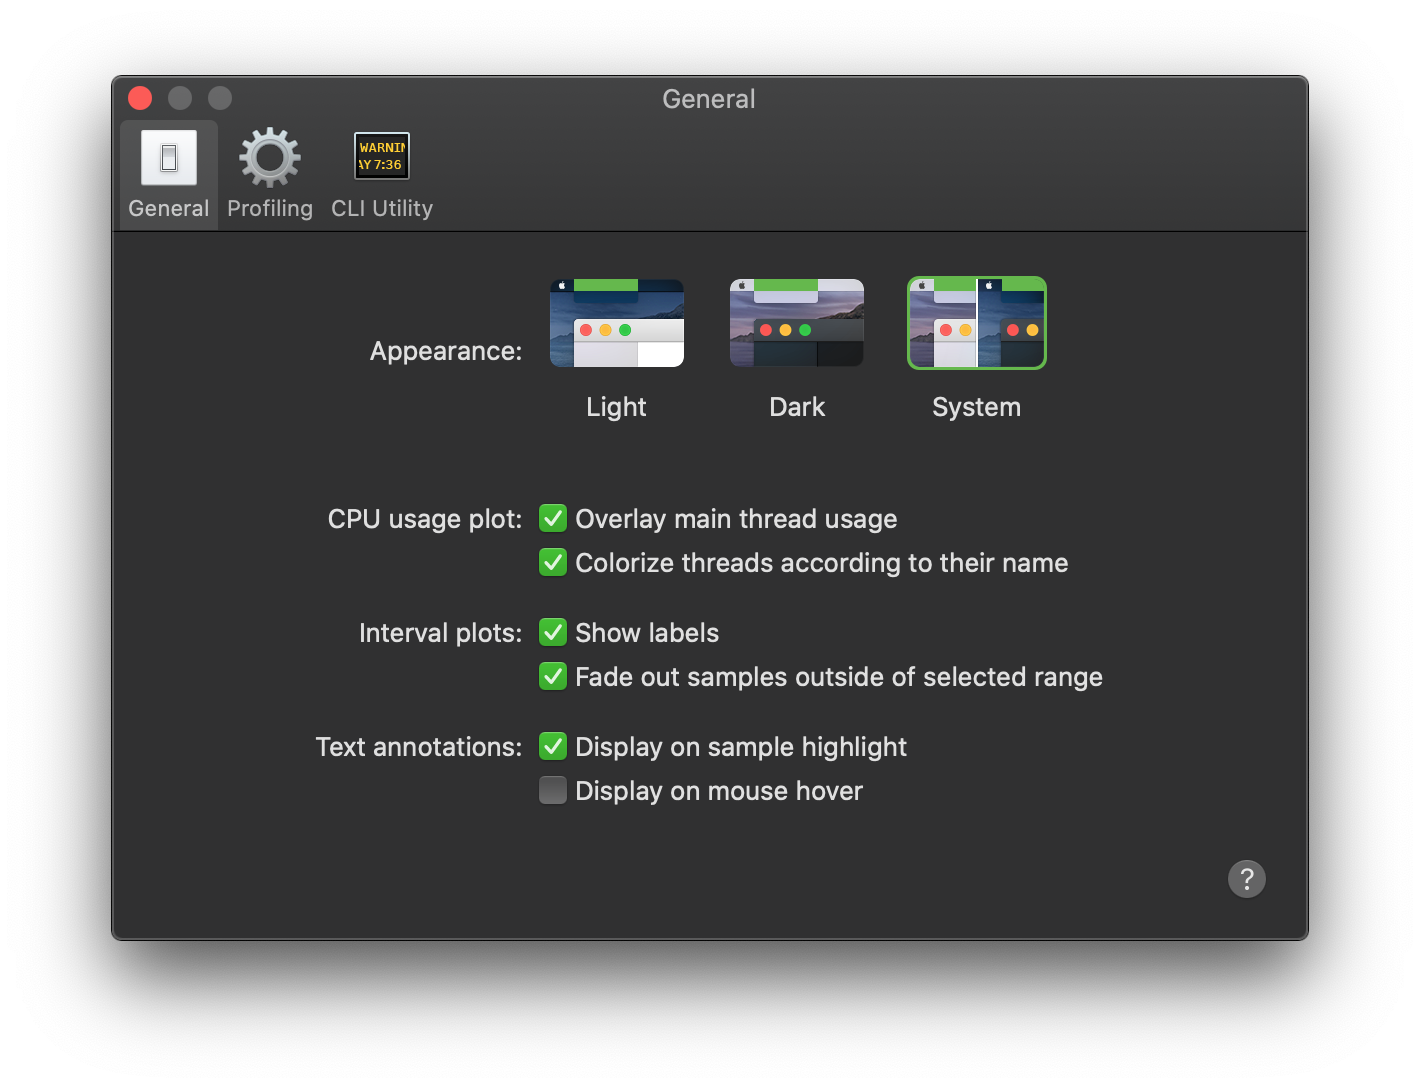 General
WARNIN
AY 7:36
General Profiling CLI Utility
Appearance:
Light Dark System
CPU usage plot: Overlay main thread usage
Colorize threads according to their name
Interval plots: Show labels
Fade out samples outside of selected range
Text annotations: Display on sample highlight
Display on mouse hover
?